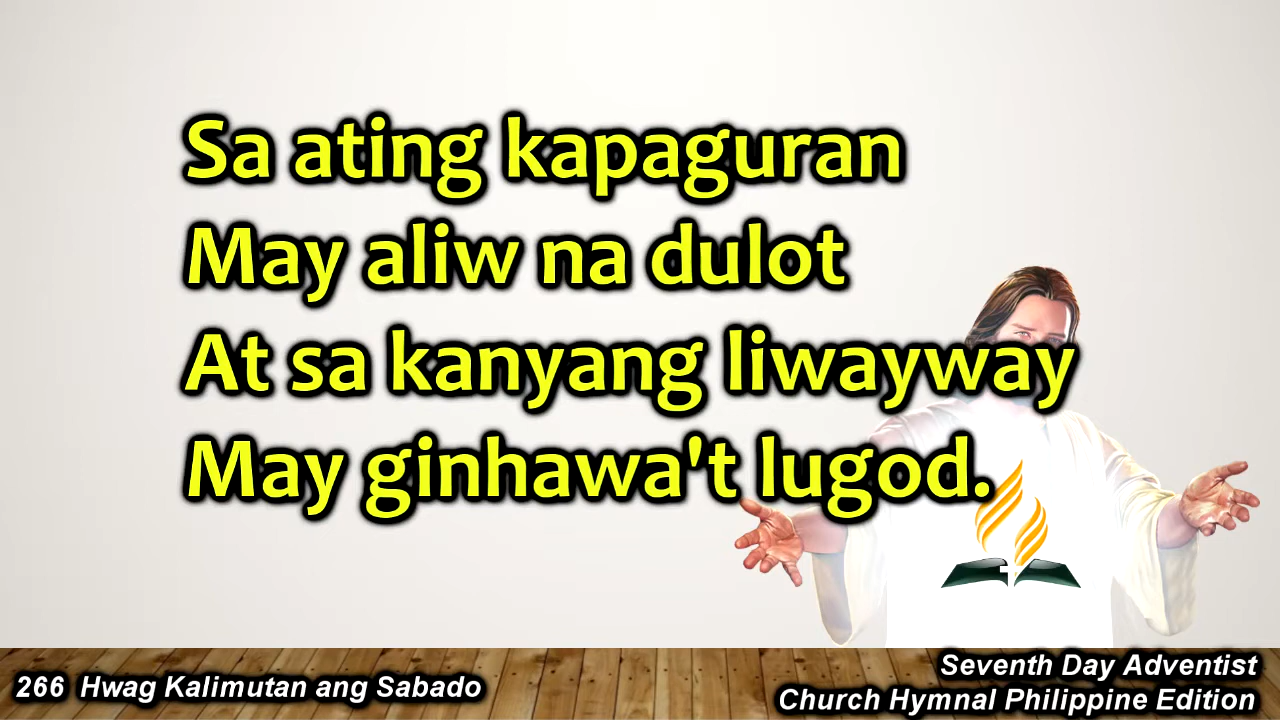 Sa ating kapaguran
May aliw na dulot
At sa kanyang liwayway
May ginhawa't lugod.
266 Hwag Kalimutan ang Sabado
Seventh Day Adventist
Church Hymnal Philippine Edition